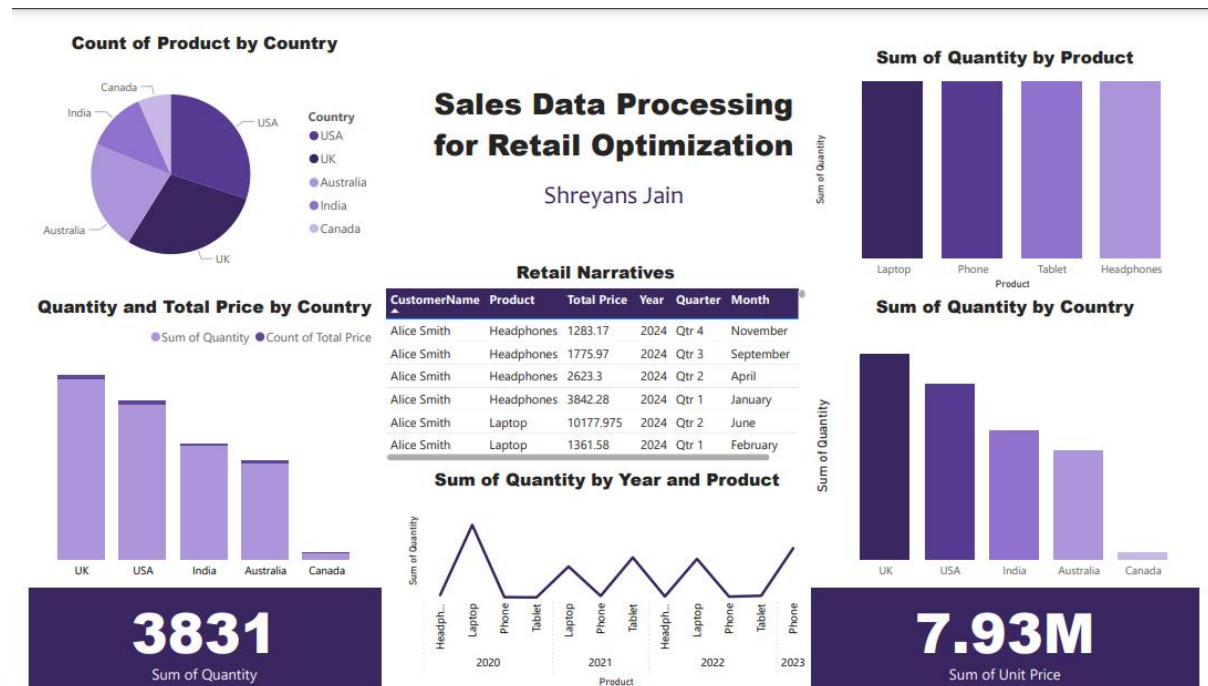 Count of Product by Country
Canada
India
USA
Australia
UK
Country
USA
UK
Australia
India
Canada
Sales Data Processing
for Retail Optimization
Shreyans Jain
Sum of Quantity by Product
Sum of Quantity
Laptop Phone Tablet Headphones
Product
Quantity and Total Price by Country
Sum of Quantity Count of Total Price
UK USA India Australia Canada
Retail Narratives
CustomerName Product Total Price Year Quarter Month
Alice Smith Headphones 1283.17 2024 Qtr 4 November
Alice Smith Headphones 1775.97 2024 Qtr 3 September
Alice Smith Headphones 2623.3 2024 Qtr 2 April
Alice Smith Headphones 3842.28 2024 Qtr 1 January
Alice Smith Laptop 10177.975 2024 Qtr 2 June
Alice Smith Laptop 1361.58 2024 Qtr 1 February
Sum of Quantity by Year and Product
Sum of Quantity
Headph... Laptop Phone Tablet Laptop Phone Tablet Headph... Laptop Phone Tablet Phone
2020 2021 2022 2023
Product
Sum of Quantity by Country
Sum of Quantity
UK USA India Australia Canada
3831
Sum of Quantity
7.93M
Sum of Unit Price